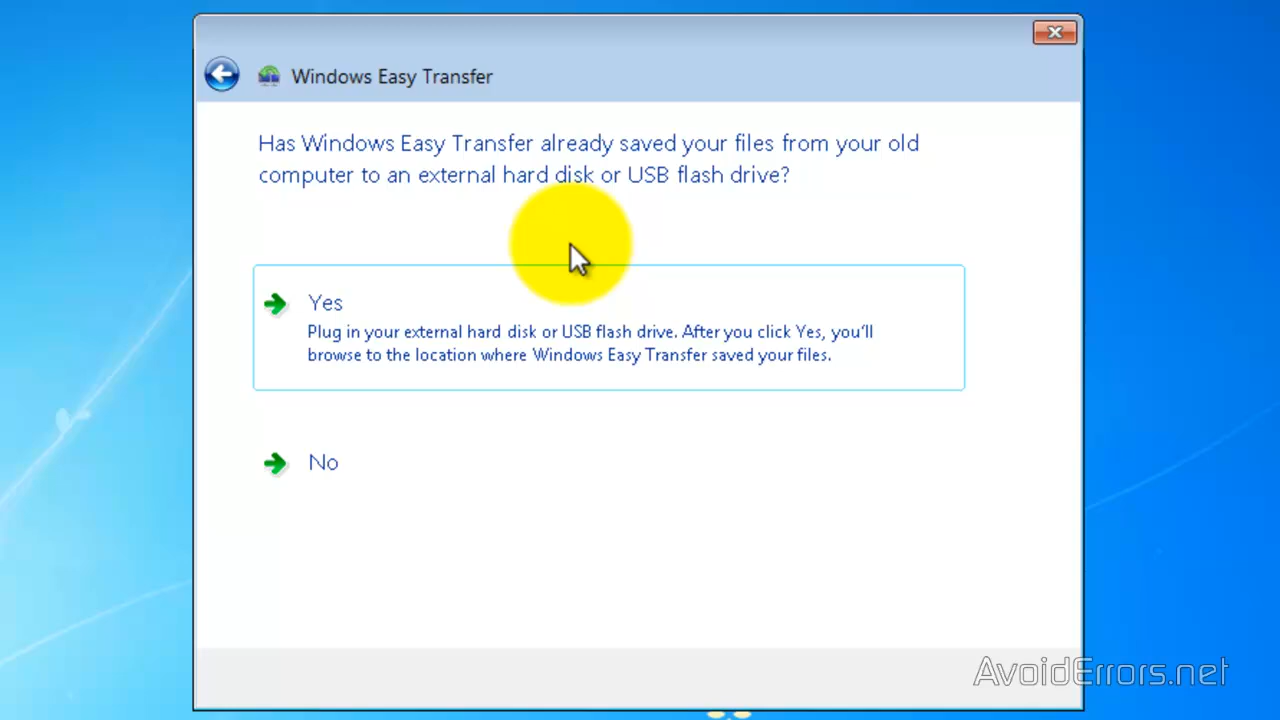 Windows Easy Transfer
Has Windows Easy Transfer already saved your files from your old
computer to an external hard disk or USB flash drive?
Yes
Plug in your external hard disk or USB flash drive. After you click Yes, you'll
browse to the location where Windows Easy Transfer saved your files.
No
AvoidErrors.net